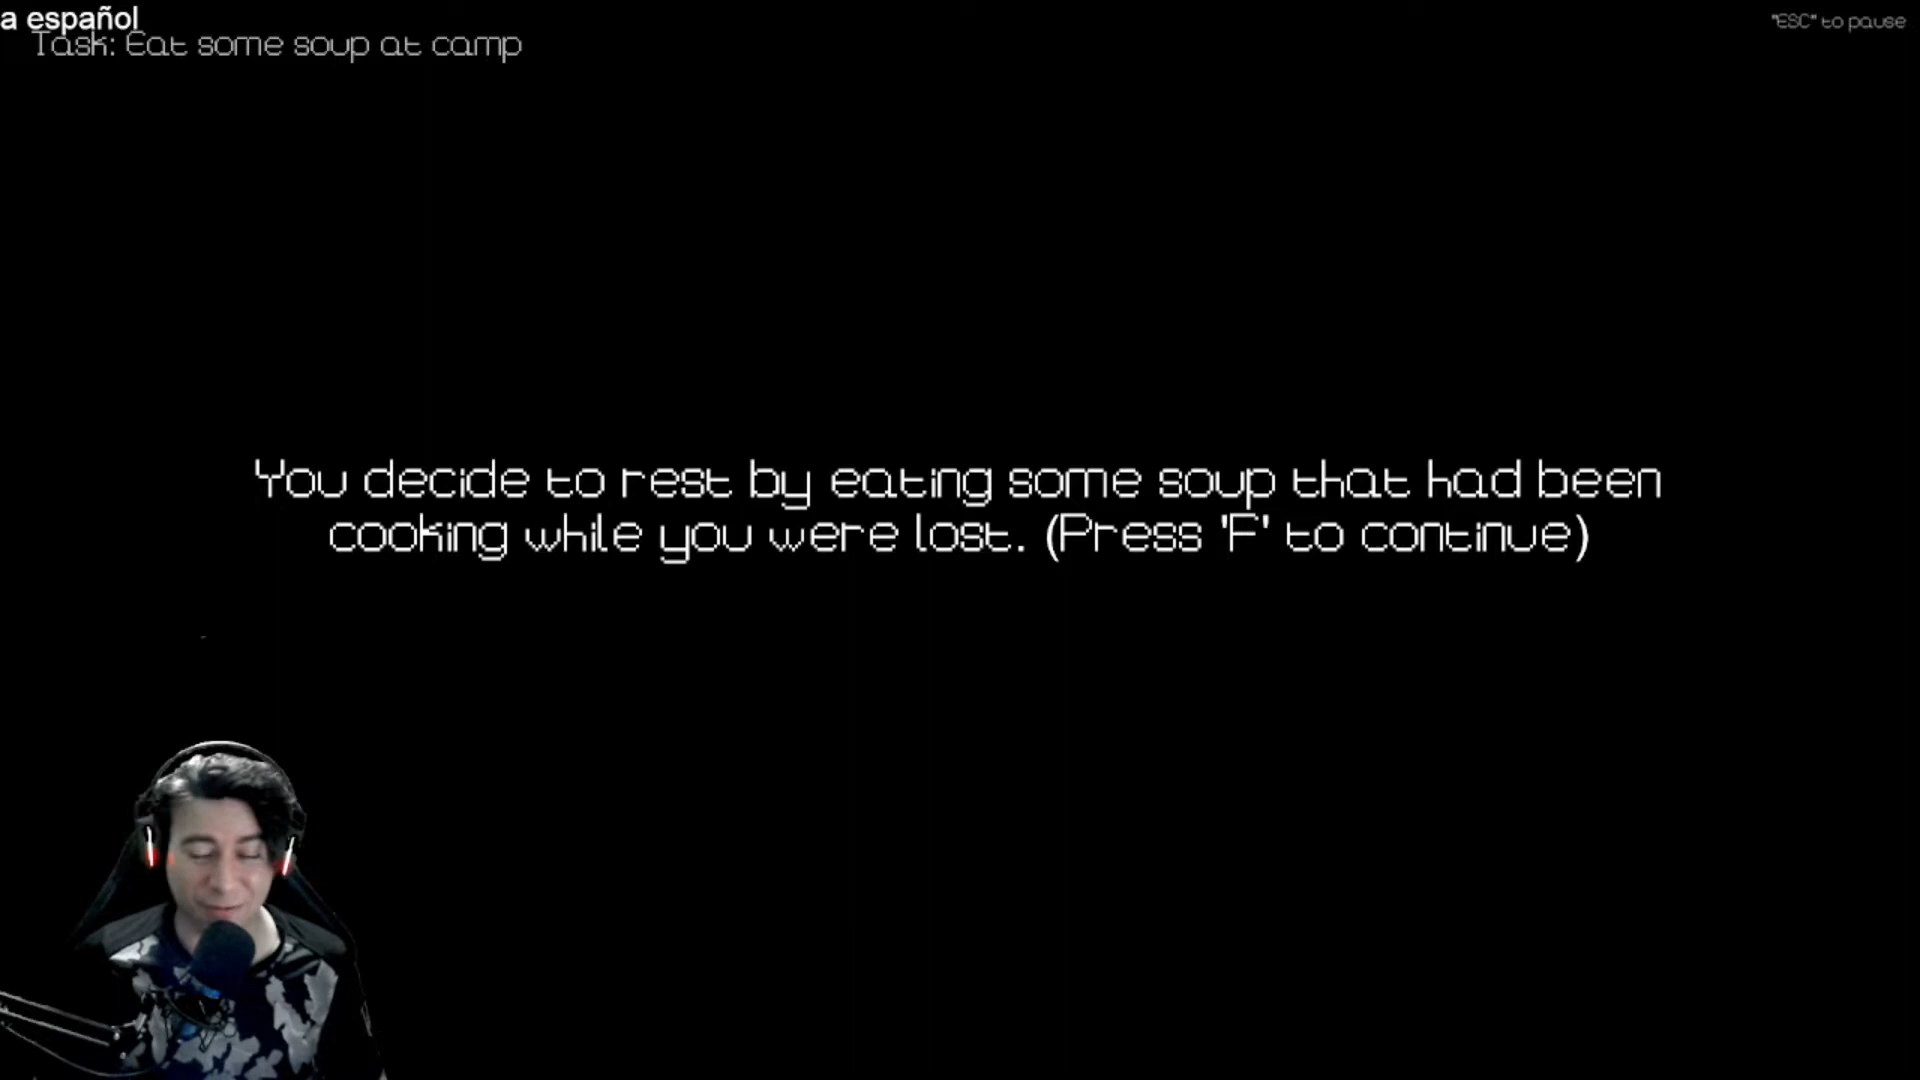 a español
"ESC" to pause
Task: Eat some soup at camp
You decide to rest by eating some soup that had been
cooking while you were lost. (Press 'F' to continue)